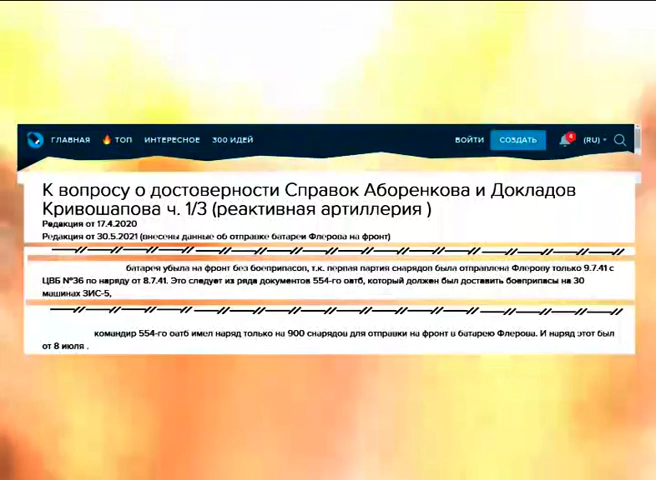 ГЛАВНАЯ ТОП ИНТЕРЕСНОЕ 300 ИДЕЙ ВОЙТИ СОЗДАТЬ 4 (RU)
К вопросу о достоверности Справок Аборенкова и Докладов
Кривошапова ч. 1/3 (реактивная артиллерия )
Редакция от 17.4.2020
Редакция от 30.5.2021 (внесены данные об отправке батареи Флерова на фронт)
батарея убыла на фронт без боеприпасов, т.к. первая партия снарядов была отправлена Флерову только 9.7.41 с
ЦВБ №36 по наряду от 8.7.41. Это следует из ряда документов 554-го оатб, который должен был доставить боеприпасы на 30
машинах ЗИС-5,
командир 554-го оатб имел наряд только на 900 снарядов для отправки на фронт в батарею Флерова. И наряд этот был
от 8 июля .